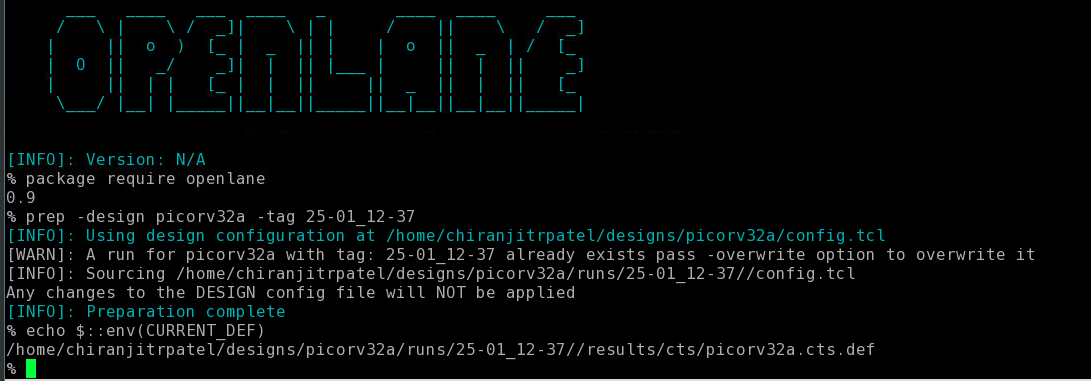 OPENLANE
[INFO]: Version: N/A
% package require openlane
0.9
% prep -design picorv32a -tag 25-01_12-37
[INFO]: Using design configuration at /home/chiranjitrpatel/designs/picorv32a/config.tcl
[WARN]: A run for picorv32a with tag: 25-01_12-37 already exists pass -overwrite option to overwrite it
[INFO]: Sourcing /home/chiranjitrpatel/designs/picorv32a/runs/25-01_12-37//config.tcl
Any changes to the DESIGN config file will NOT be applied
[INFO]: Preparation complete
% echo $::env(CURRENT_DEF)
/home/chiranjitrpatel/designs/picorv32a/runs/25-01_12-37//results/cts/picorv32a.cts.def
%